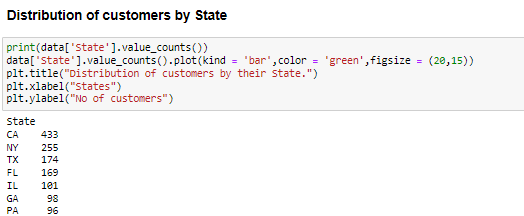 Distribution of customers by State
print(data['State'].value_counts())
data['State'].value_counts().plot(kind = 'bar',color = 'green',figsize = (20,15))
plt.title("Distribution of customers by their State.")
plt.xlabel("States")
plt.ylabel("No of customers")
State
CA 433
NY 255
TX 174
FL 169
IL 101
GA 98
PA 96